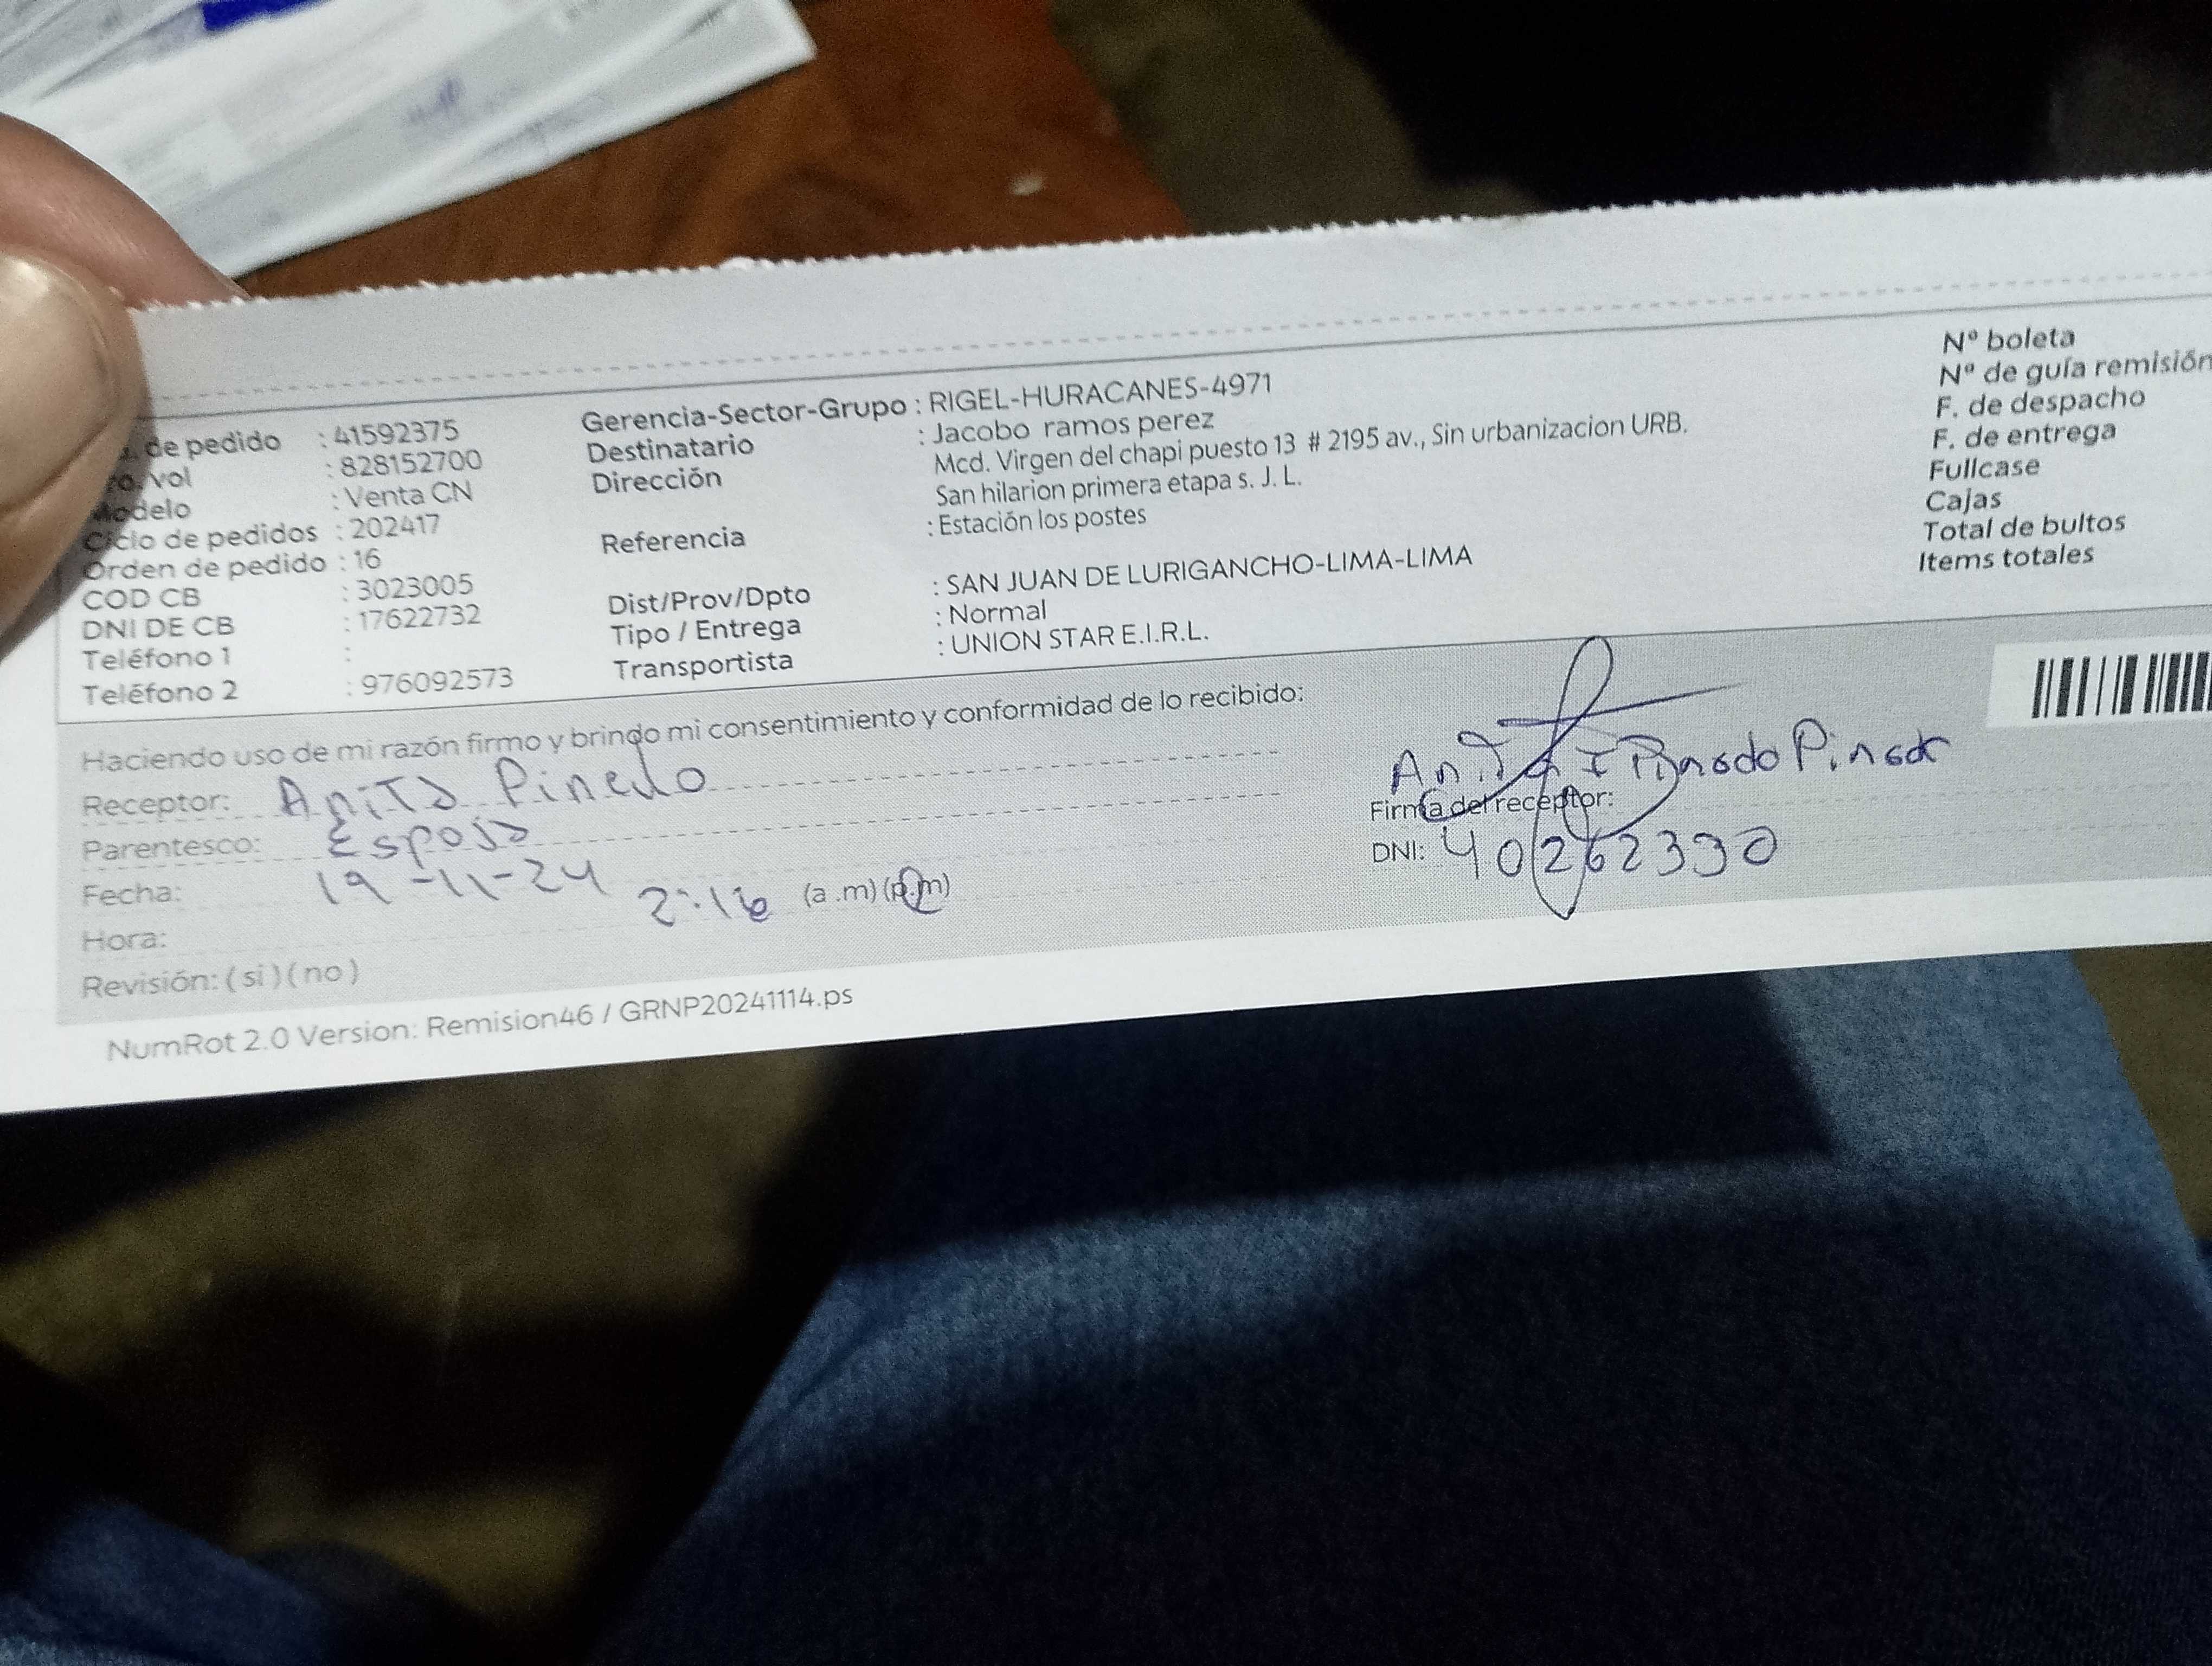 de pedido : 41592375
vol : 828152700
Modelo : Venta CN
Ciclo de pedidos : 202417
Orden de pedido : 16
COD CB : 3023005
DNI DE CB : 17622732
Teléfono 1 :
Teléfono 2 : 976092573
Gerencia-Sector-Grupo : RIGEL-HURACANES-4971
Destinatario : Jacobo ramos perez
Dirección Mcd. Virgen del chapi puesto 13 # 2195 av., Sin urbanizacion URB.
San hilarion primera etapa s. J. L.
Referencia : Estación los postes
Dist/Prov/Dpto : SAN JUAN DE LURIGANCHO-LIMA-LIMA
Tipo / Entrega : Normal
Transportista : UNION STAR E.I.R.L.
Nº boleta
Nº de guía remisión
F. de despacho
F. de entrega
Fullcase
Cajas
Total de bultos
Items totales
Haciendo uso de mi razón firmo y brindo mi consentimiento y conformidad de lo recibido:
Receptor: Anita Pinedo
Parentesco: Esposa
Fecha: 19-11-24
Hora: 2:16 (a.m) (p.m)
Revisión: ( si ) ( no )
Firma del receptor:
DNI: 40262330
NumRot 2.0 Version: Remision46 / GRNP20241114.ps